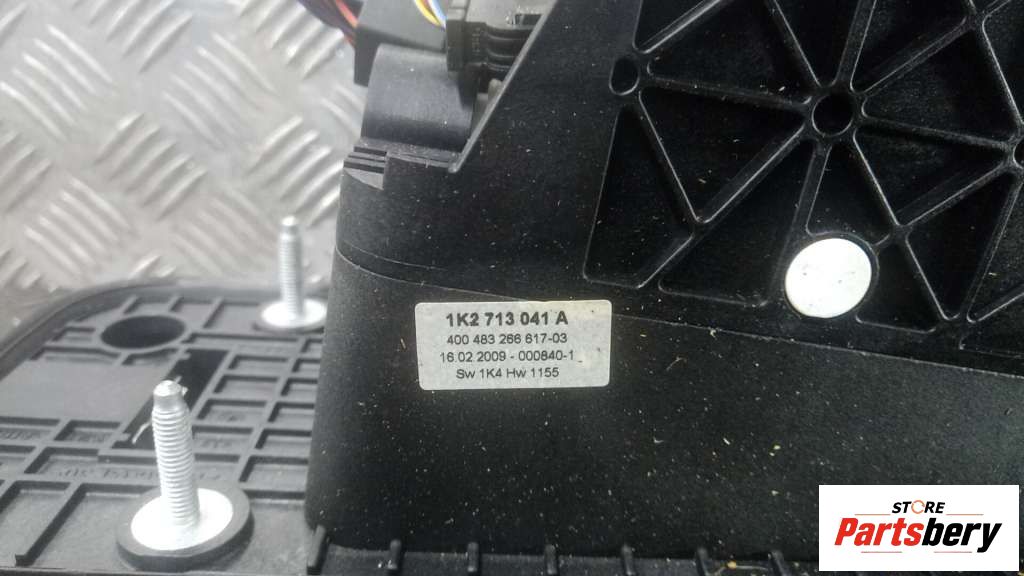 1K2 713 041 A
400 483 266 617-03
16.02.2009 - 000840-1
Sw 1K4 Hw 1155
STORE
Partsbery